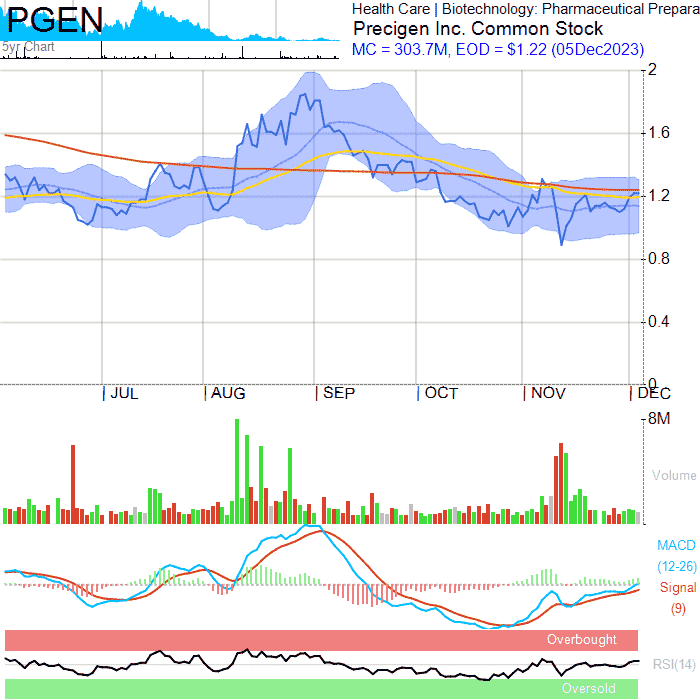 PGEN
5yr Chart
Health Care | Biotechnology: Pharmaceutical Prepara
Precigen Inc. Common Stock
MC = 303.7M, EOD = $1.22 (05Dec2023)
2
1.6
1.2
0.8
0.4
0
JUL AUG SEP OCT NOV DEC
8M
Volume
MACD
(12-26)
Signal
(9)
Overbought
RSI(14)
Oversold